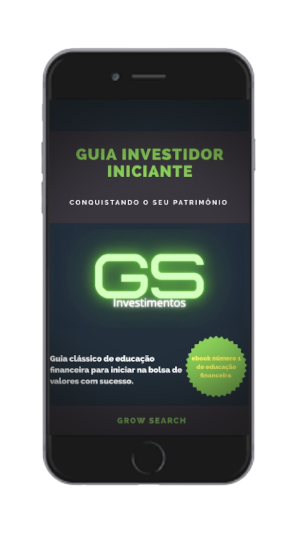 GUIA INVESTIDOR
INICIANTE
CONQUISTANDO O SEU PATRIMÔNIO
GS
Investimentos
Guia clássico de educação
financeira para iniciar na bolsa de
valores com sucesso.
ebook número 1
de educação
financeira
GROW SEARCH